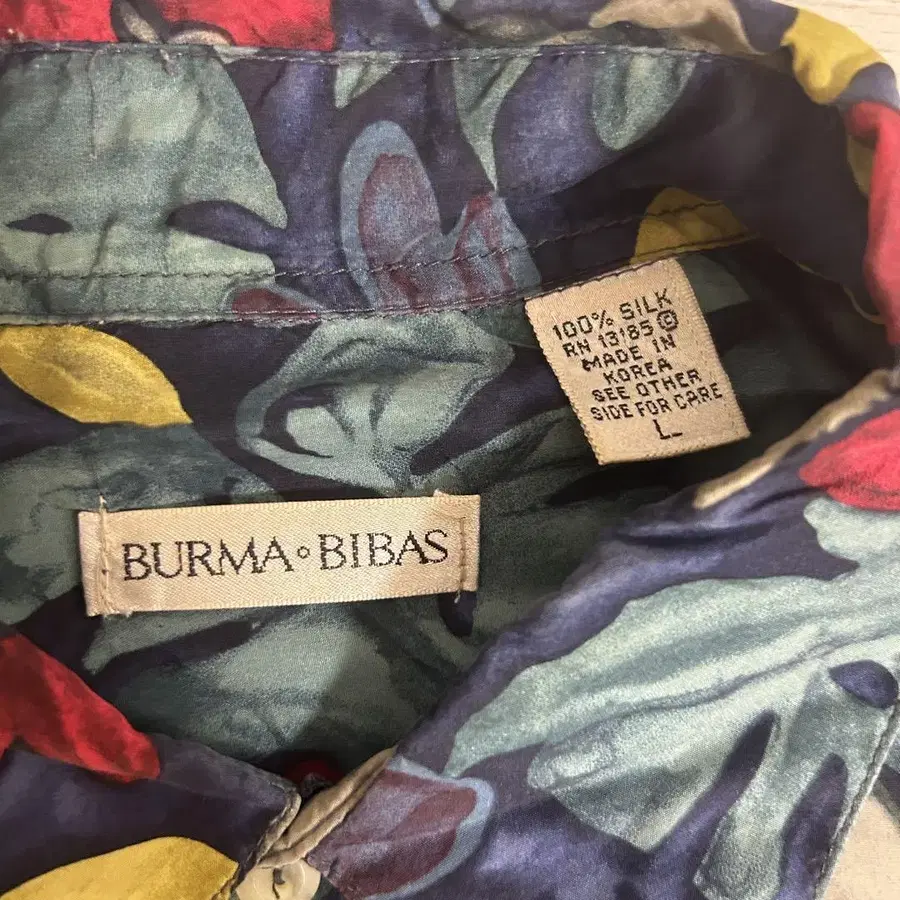 100% SILK
RN 13185 ©
MADE IN
KOREA
SEE OTHER
SIDE FOR CARE
L
BURMA∘BIBAS